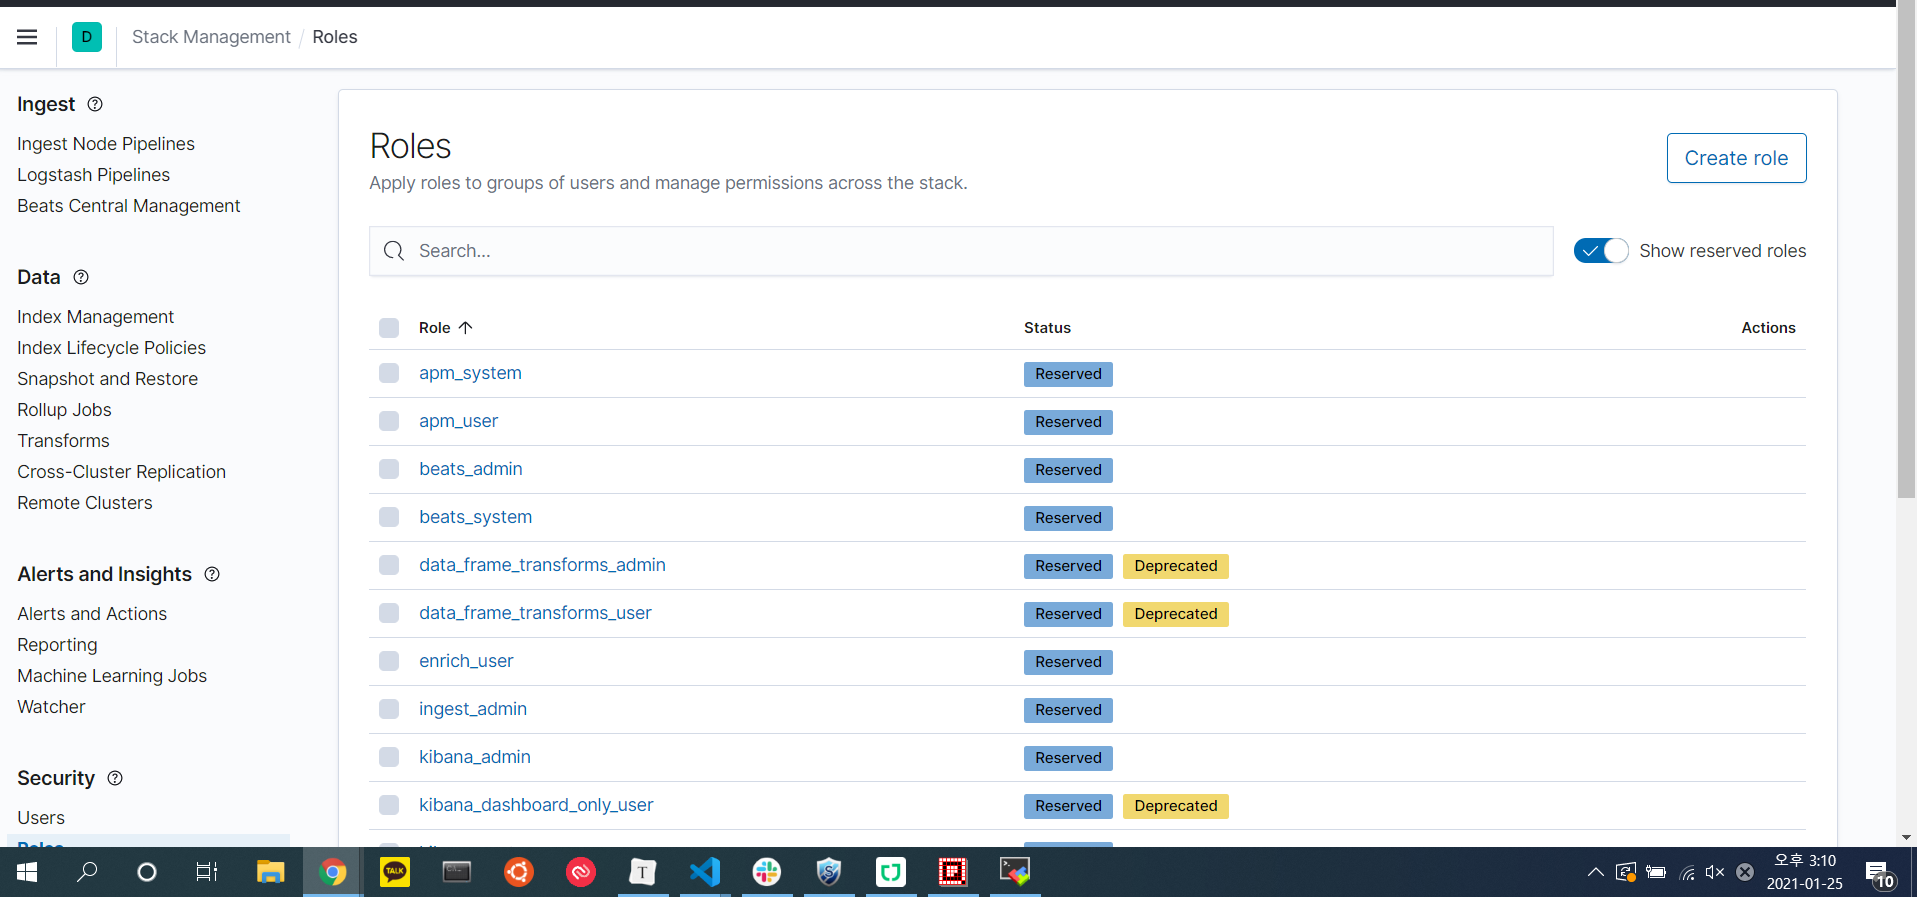 D Stack Management / Roles
Ingest
Ingest Node Pipelines
Logstash Pipelines
Beats Central Management
Data
Index Management
Index Lifecycle Policies
Snapshot and Restore
Rollup Jobs
Transforms
Cross-Cluster Replication
Remote Clusters
Alerts and Insights
Alerts and Actions
Reporting
Machine Learning Jobs
Watcher
Security
Users
Roles
Roles
Create role
Apply roles to groups of users and manage permissions across the stack.
Search...
Show reserved roles
Role Status Actions
apm_system Reserved
apm_user Reserved
beats_admin Reserved
beats_system Reserved
data_frame_transforms_admin Reserved Deprecated
data_frame_transforms_user Reserved Deprecated
enrich_user Reserved
ingest_admin Reserved
kibana_admin Reserved
kibana_dashboard_only_user Reserved Deprecated
TALK
T
S
오후 3:10
2021-01-25
10